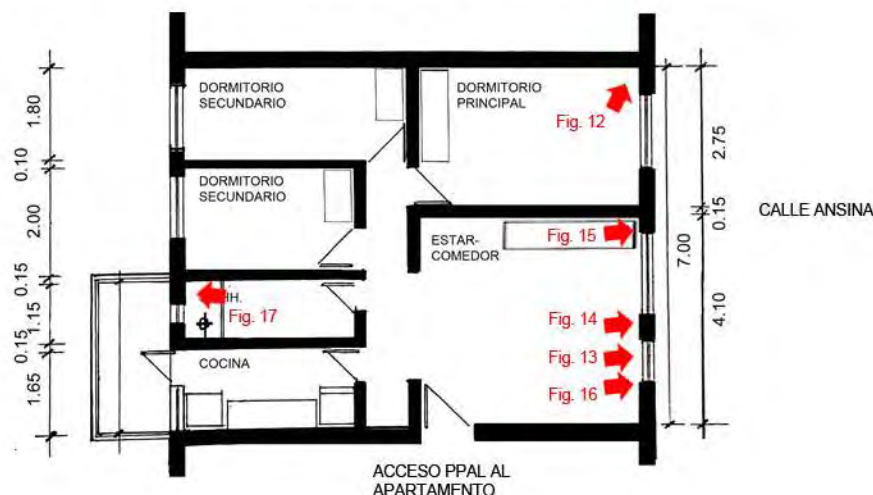 DORMITORIO
SECUNDARIO
DORMITORIO
PRINCIPAL
Fig. 12
DORMITORIO
SECUNDARIO
CALLE ANSINA
ESTAR-
COMEDOR
Fig. 15
HH.
Fig. 17
Fig. 14
Fig. 13
Fig. 16
COCINA
ACCESO PPAL AL
APARTAMENTO
1.80
0.10
2.00
0.15
1.15
0.15
1.65
2.75
0.15
7.00
4.10